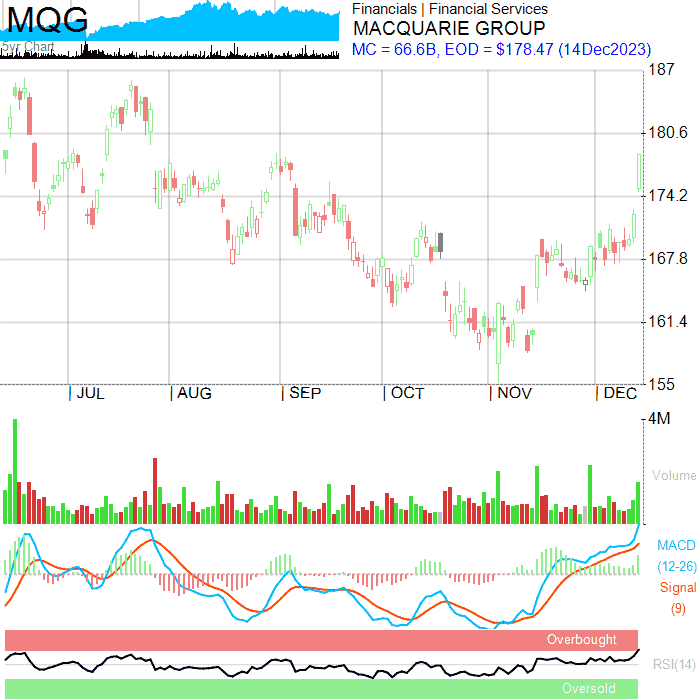 MQG
5yr Chart
Financials | Financial Services
MACQUARIE GROUP
MC = 66.6B, EOD = $178.47 (14Dec2023)
187
180.6
174.2
167.8
161.4
155
JUL AUG SEP OCT NOV DEC
4M
Volume
MACD
(12-26)
Signal
(9)
Overbought
RSI(14)
Oversold